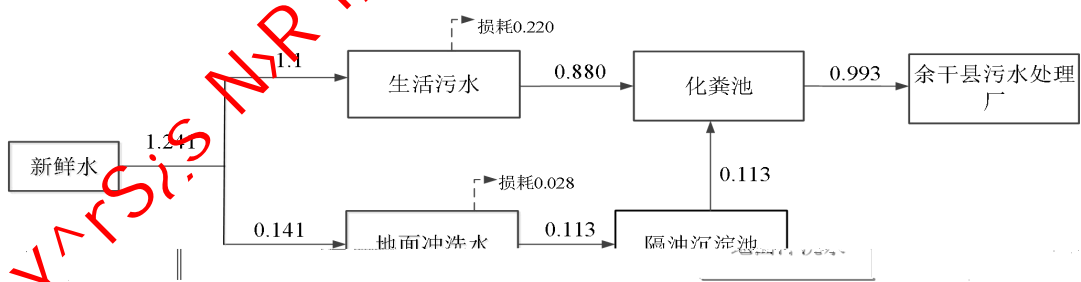 损耗0.220
1.1
生活污水
0.880
化粪池
0.993
余干县污水处理
厂
新鲜水
1.241
损耗0.028
0.113
0.141
地面冲洗水
0.113
隔油沉淀池